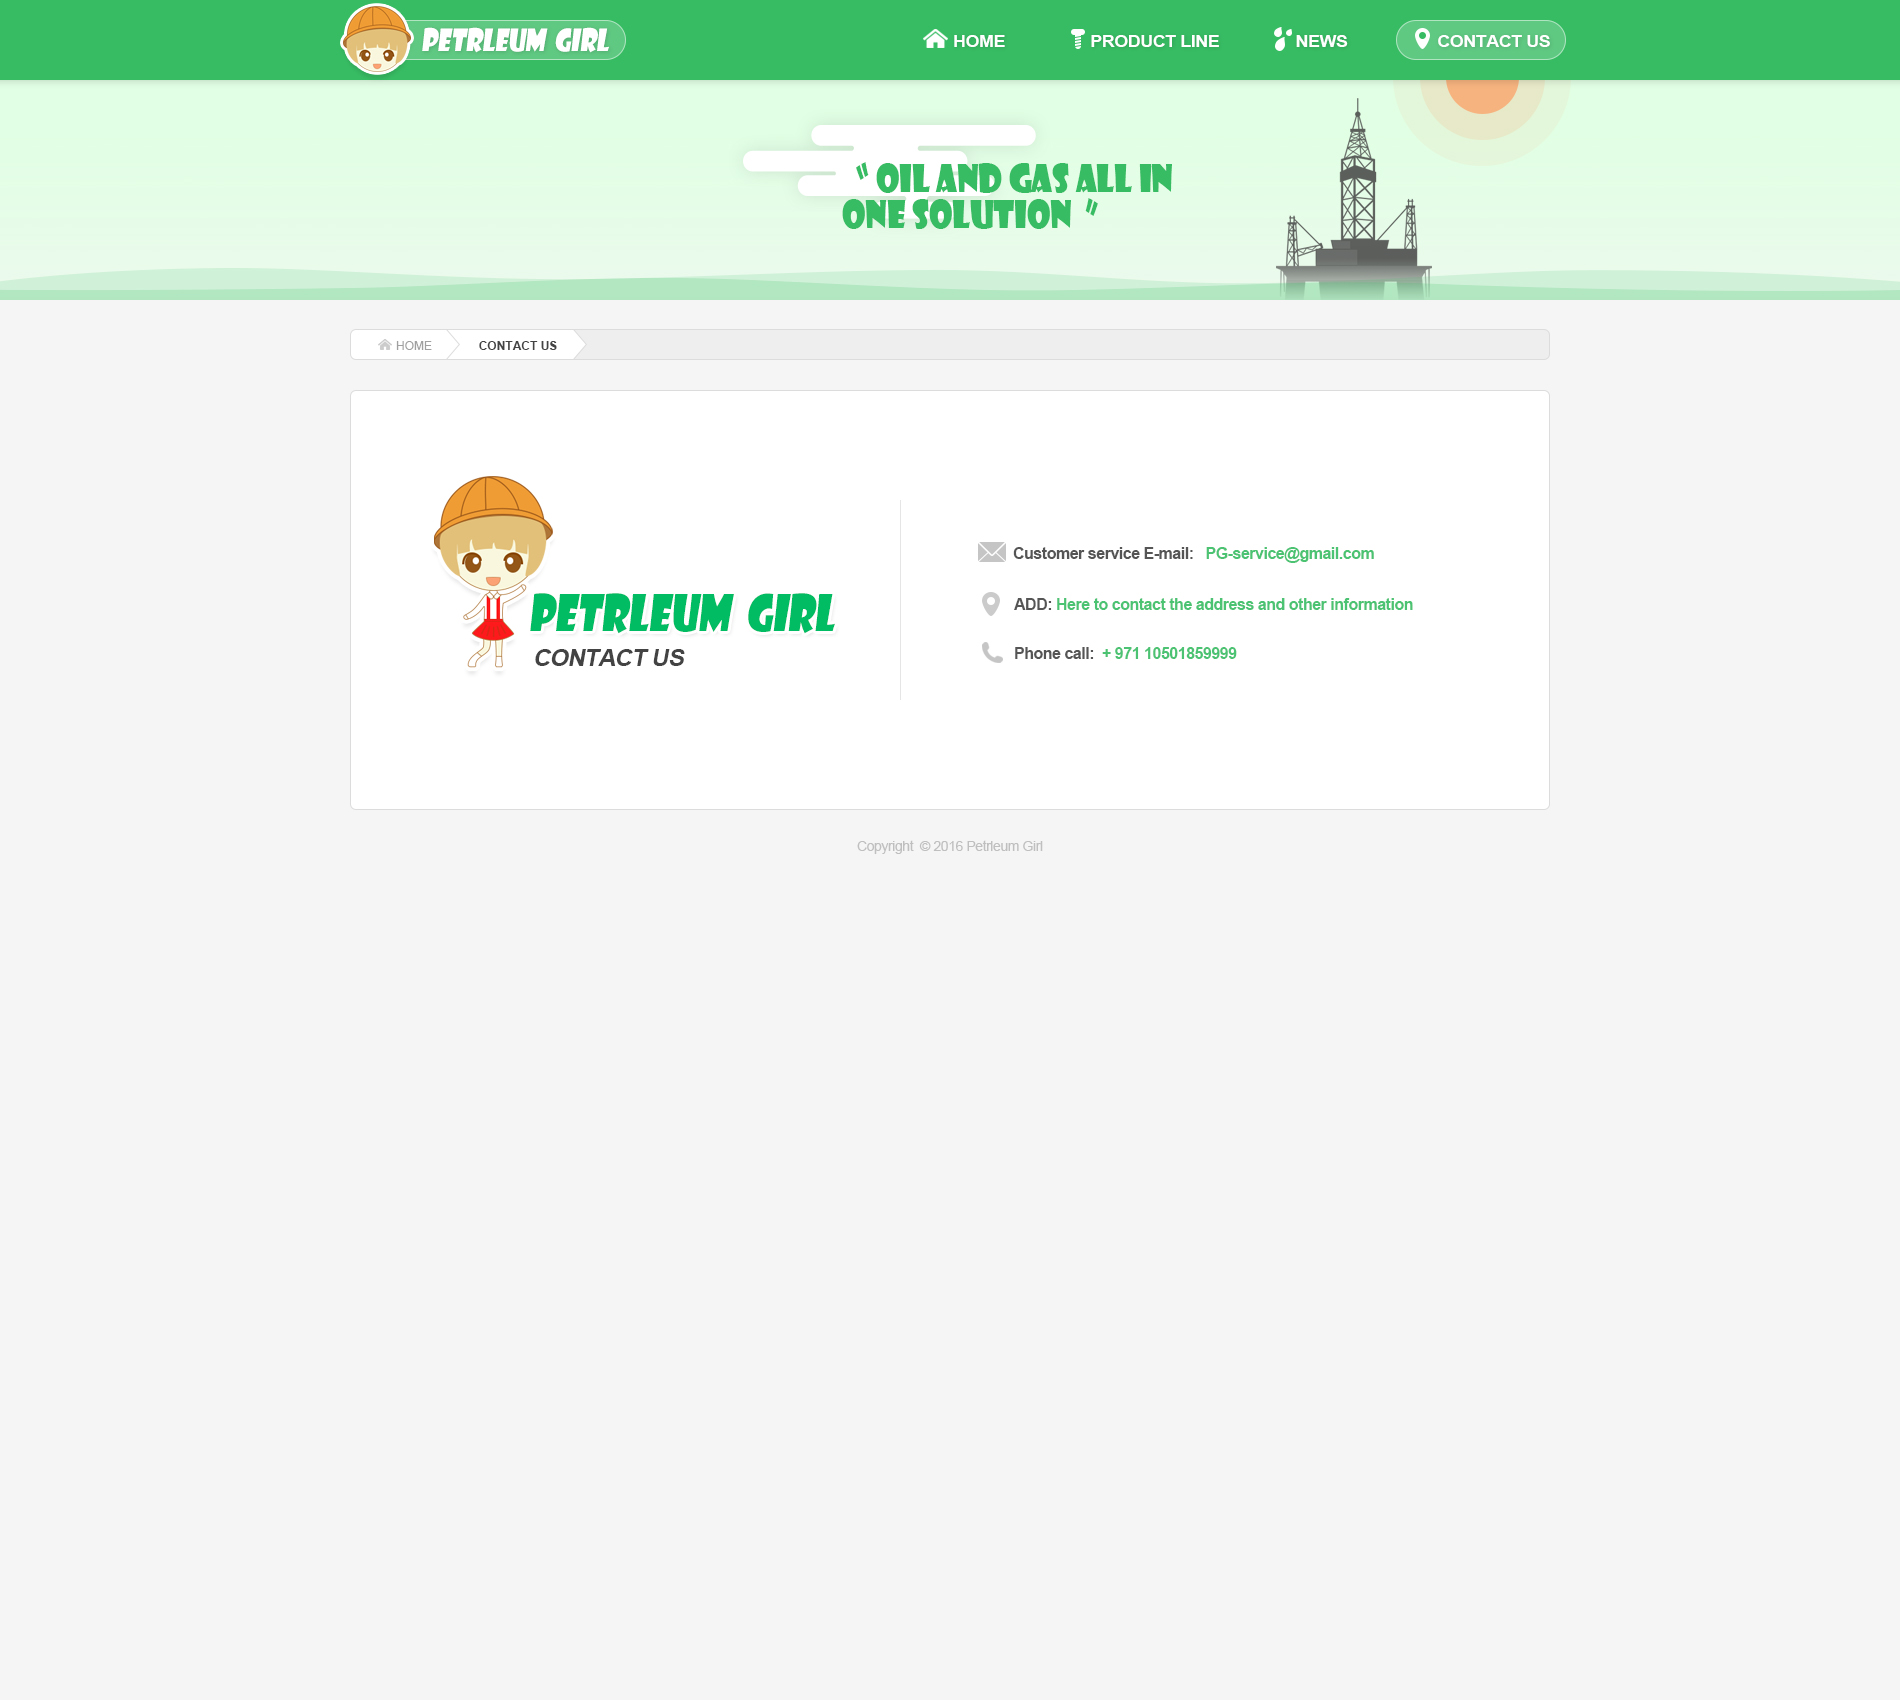 PETRLEUM GIRL
HOME
PRODUCT LINE
NEWS
CONTACT US
" OIL AND GAS ALL IN
ONE SOLUTION "
HOME
CONTACT US
PETRLEUM GIRL
CONTACT US
Customer service E-mail: PG-service@gmail.com
ADD: Here to contact the address and other information
Phone call: + 971 10501859999
Copyright © 2016 Petrleum Girl